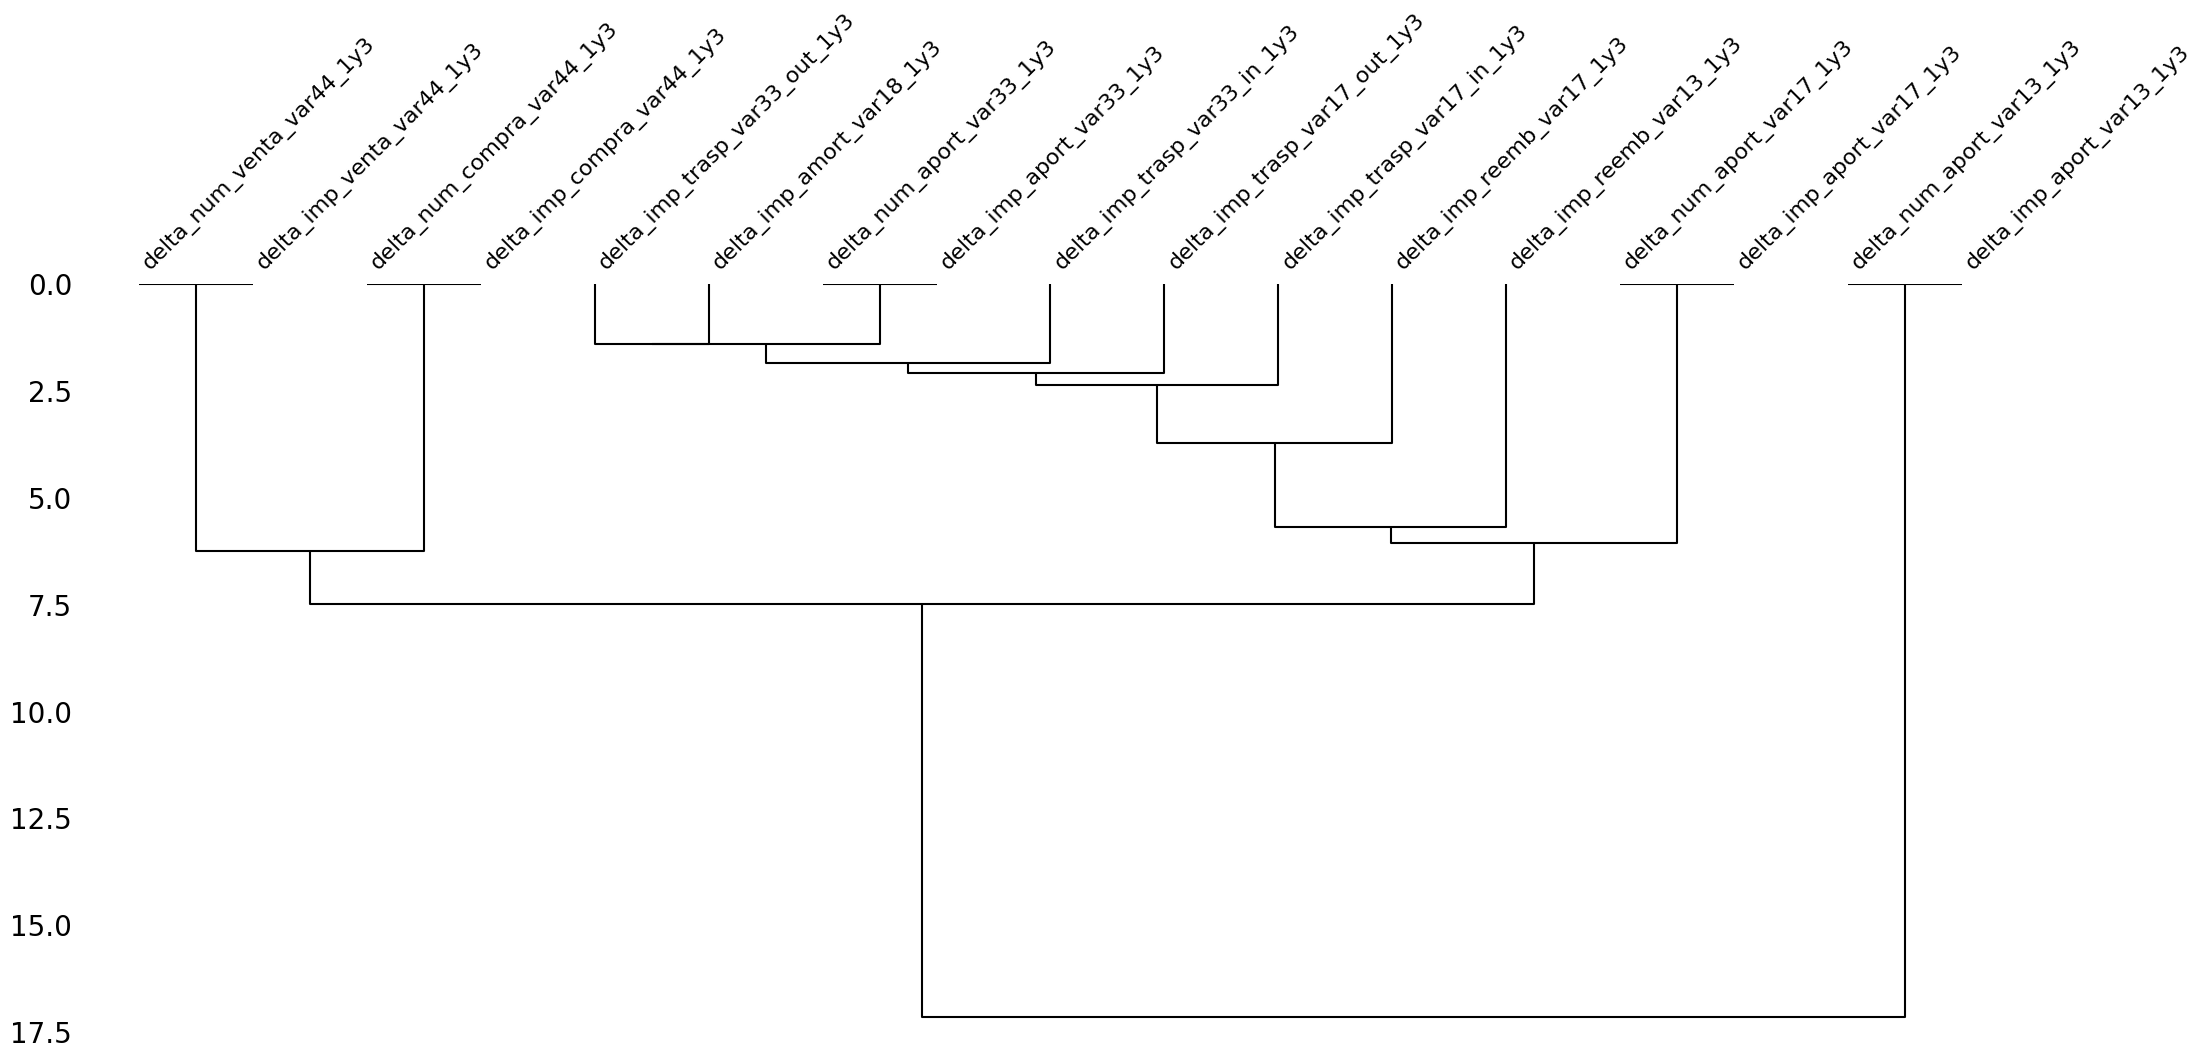 delta_num_venta_var44_1y3
delta_imp_venta_var44_1y3
delta_num_compra_var44_1y3
delta_imp_compra_var44_1y3
delta_imp_trasp_var33_out_1y3
delta_imp_amort_var18_1y3
delta_num_aport_var33_1y3
delta_imp_aport_var33_1y3
delta_imp_trasp_var33_in_1y3
delta_imp_trasp_var17_out_1y3
delta_imp_trasp_var17_in_1y3
delta_imp_reemb_var17_1y3
delta_imp_reemb_var13_1y3
delta_num_aport_var17_1y3
delta_imp_aport_var17_1y3
delta_num_aport_var13_1y3
delta_imp_aport_var13_1y3
0.0
2.5
5.0
7.5
10.0
12.5
15.0
17.5